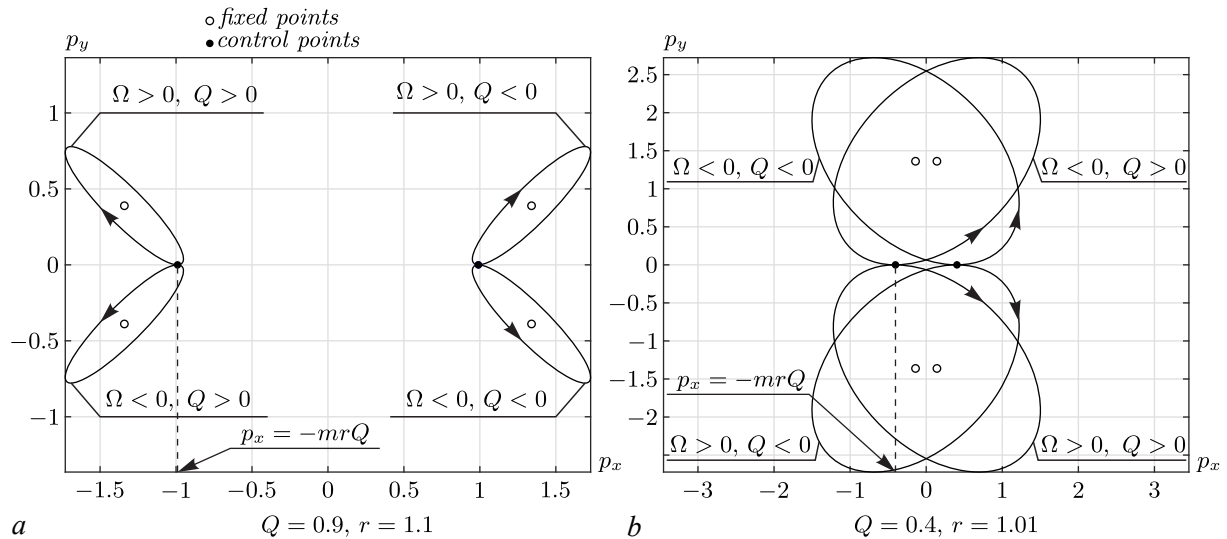 fixed points
control points
p_y
p_y
Ω > 0, Q > 0
Ω > 0, Q < 0
1
0.5
0
−0.5
−1
Ω < 0, Q > 0
Ω < 0, Q < 0
p_x = −mrQ
p_x
−1.5
−1
−0.5
0
0.5
1
1.5
a
Q = 0.9, r = 1.1
2.5
2
1.5
1
0.5
0
−0.5
−1
−1.5
−2
−2.5
Ω < 0, Q < 0
Ω < 0, Q > 0
p_x = −mrQ
Ω > 0, Q < 0
Ω > 0, Q > 0
p_x
−3
−2
−1
0
1
2
3
b
Q = 0.4, r = 1.01